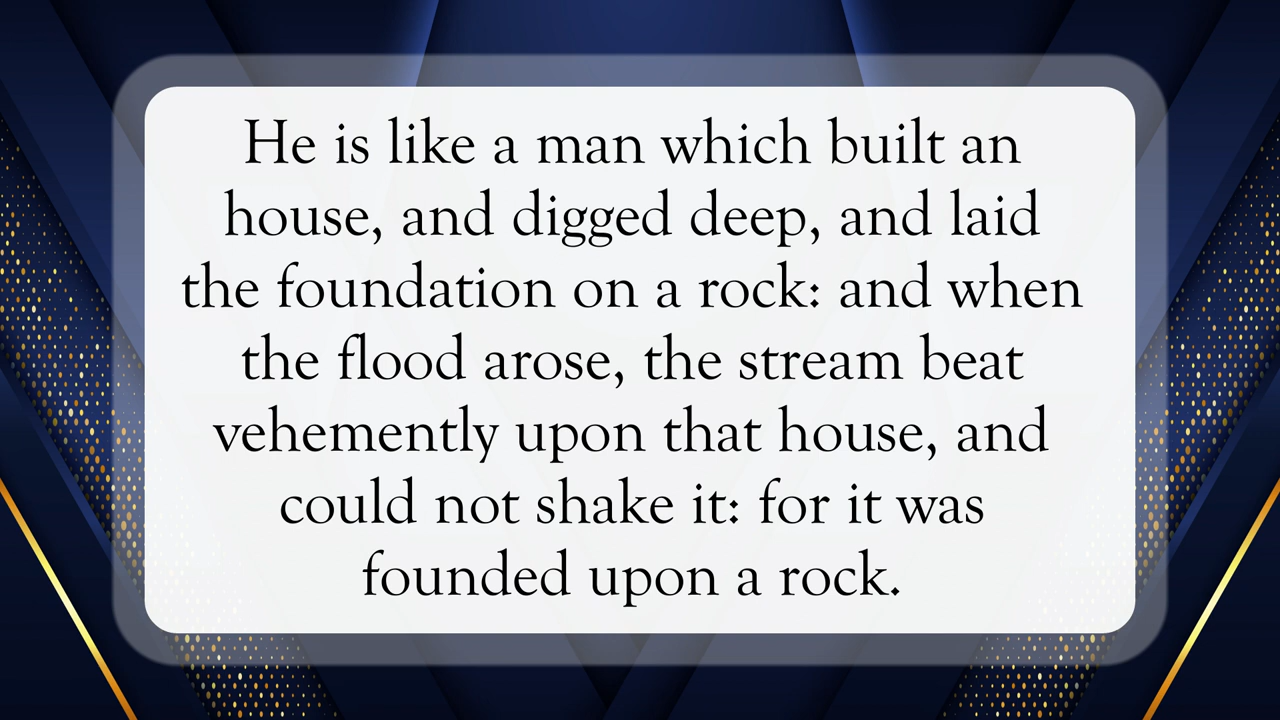 He is like a man which built an
house, and digged deep, and laid
the foundation on a rock: and when
the flood arose, the stream beat
vehemently upon that house, and
could not shake it: for it was
founded upon a rock.